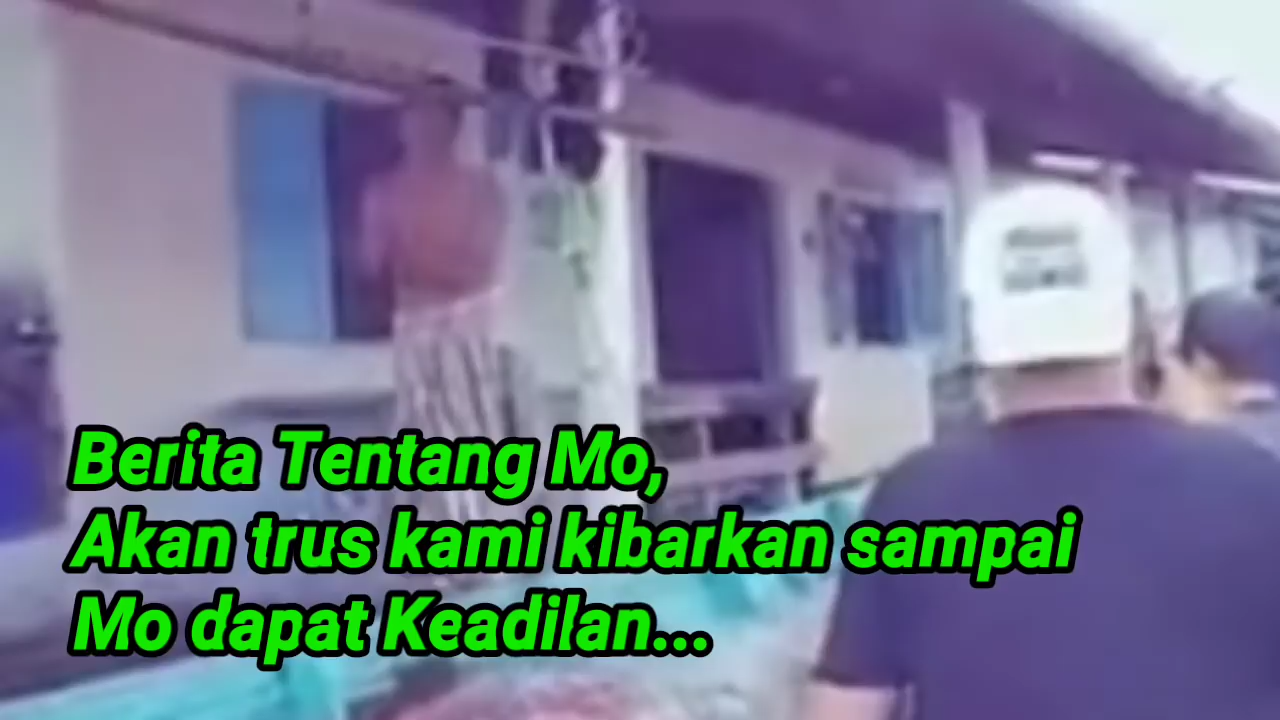 Berita Tentang Mo,
Akan trus kami kibarkan sampai
Mo dapat Keadilan...